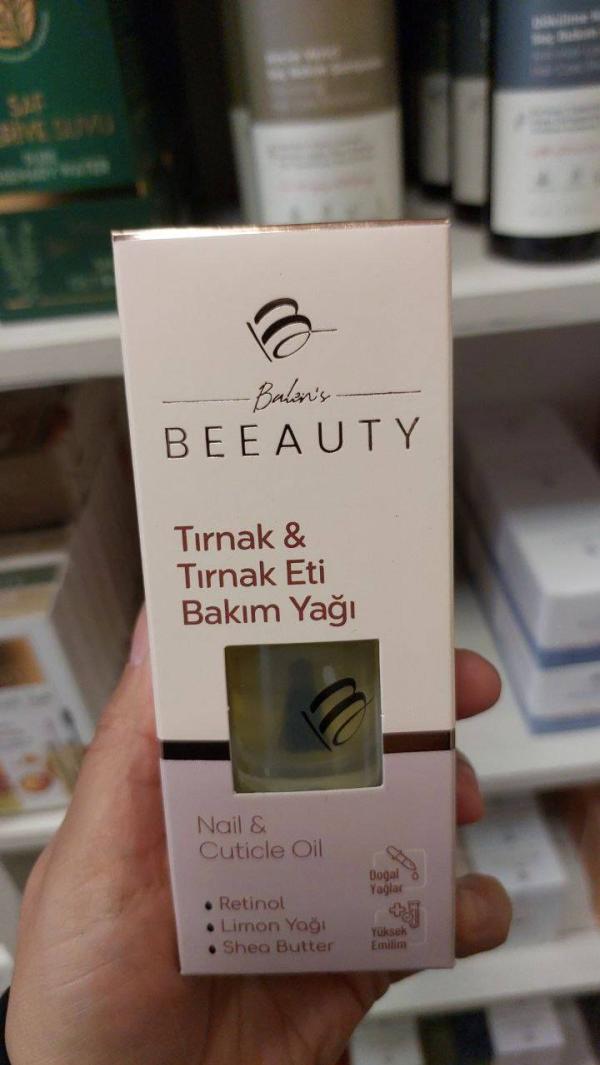 SAF
Balen's
BEEAUTY
Tırnak &
Tırnak Eti
Bakım Yağı
Nail &
Cuticle Oil
• Retinol
• Limon Yağı
• Shea Butter
Doğal
Yağlar
Yüksek
Emilim